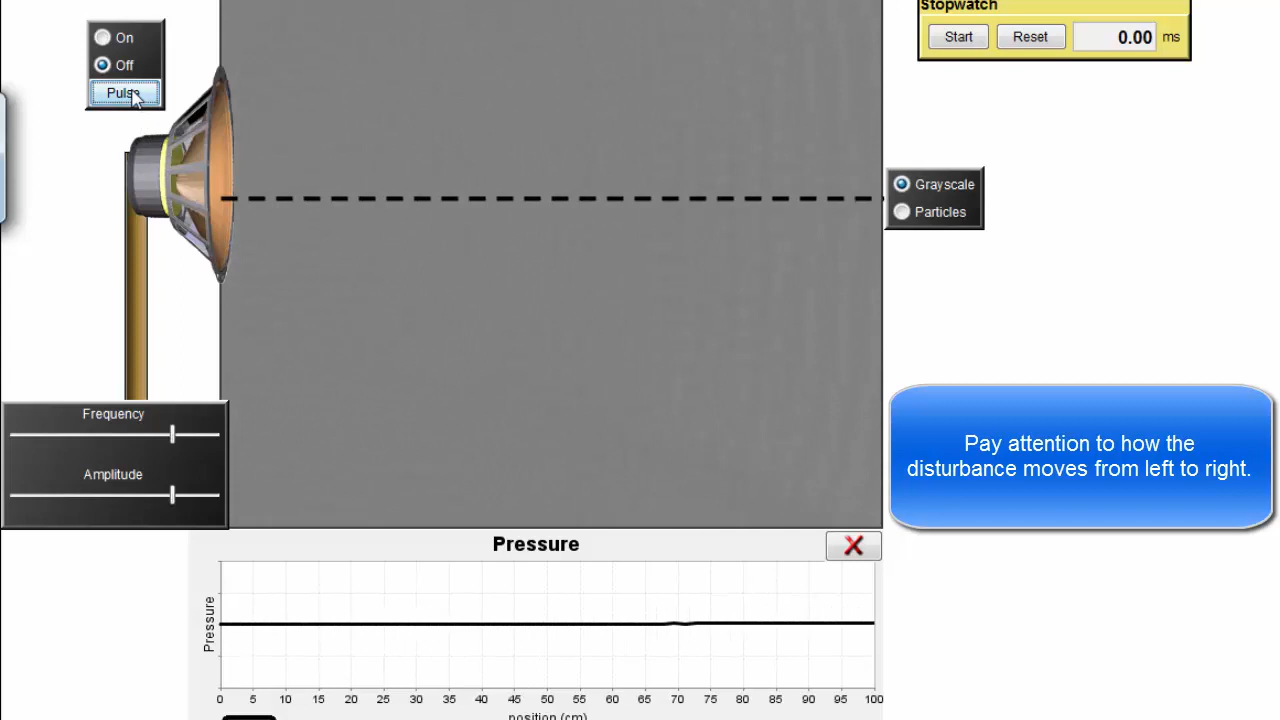 Stopwatch
Start Reset 0.00 ms
On
Off
Pulse
Grayscale
Particles
Frequency
Amplitude
Pay attention to how the
disturbance moves from left to right.
Pressure
Pressure
0 5 10 15 20 25 30 35 40 45 50 55 60 65 70 75 80 85 90 95 100
position (cm)